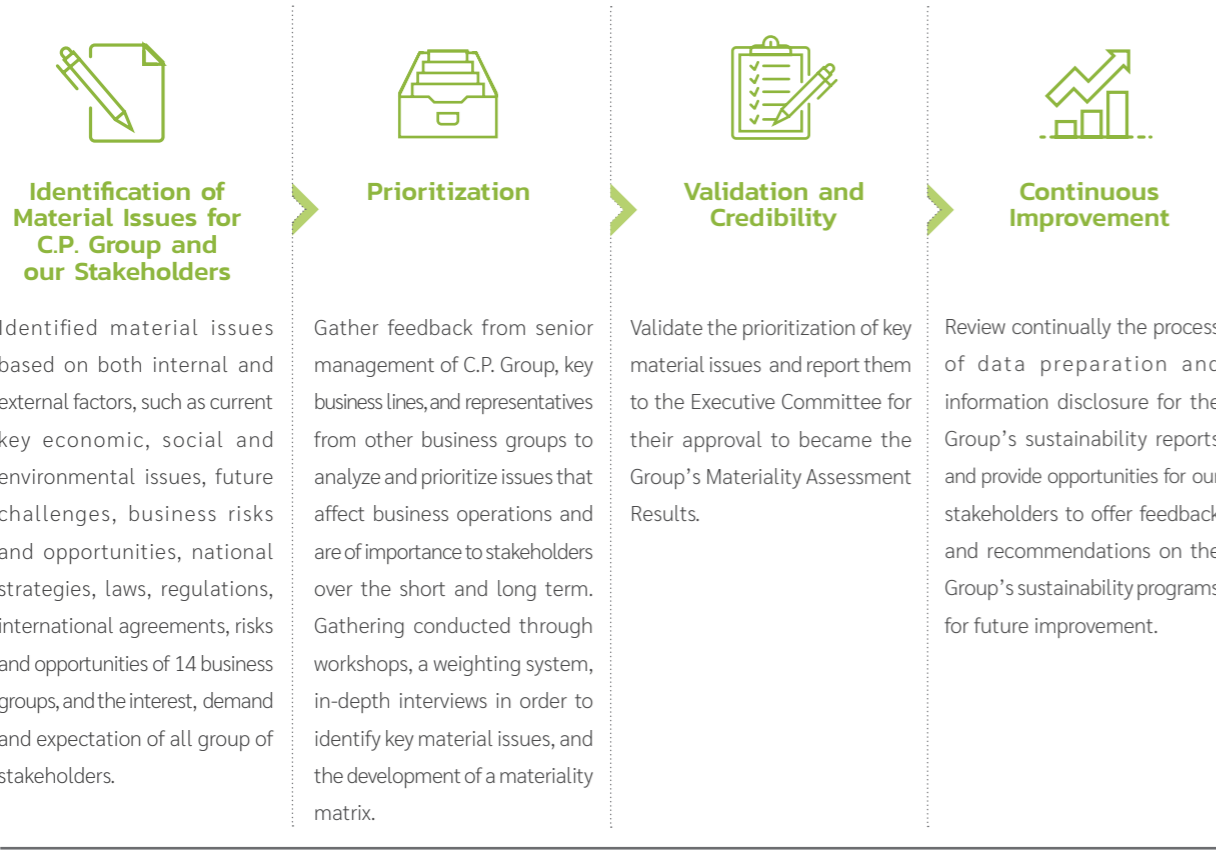 Identification of
Material Issues for
C.P. Group and
our Stakeholders
Identified material issues
based on both internal and
external factors, such as current
key economic, social and
environmental issues, future
challenges, business risks
and opportunities, national
strategies, laws, regulations,
international agreements, risks
and opportunities of 14 business
groups, and the interest, demand
and expectation of all group of
stakeholders.
Prioritization
Gather feedback from senior
management of C.P. Group, key
business lines, and representatives
from other business groups to
analyze and prioritize issues that
affect business operations and
are of importance to stakeholders
over the short and long term.
Gathering conducted through
workshops, a weighting system,
in-depth interviews in order to
identify key material issues, and
the development of a materiality
matrix.
Validation and
Credibility
Validate the prioritization of key
material issues and report them
to the Executive Committee for
their approval to became the
Group's Materiality Assessment
Results.
Continuous
Improvement
Review continually the process
of data preparation and
information disclosure for the
Group's sustainability reports
and provide opportunities for our
stakeholders to offer feedback
and recommendations on the
Group's sustainability programs
for future improvement.